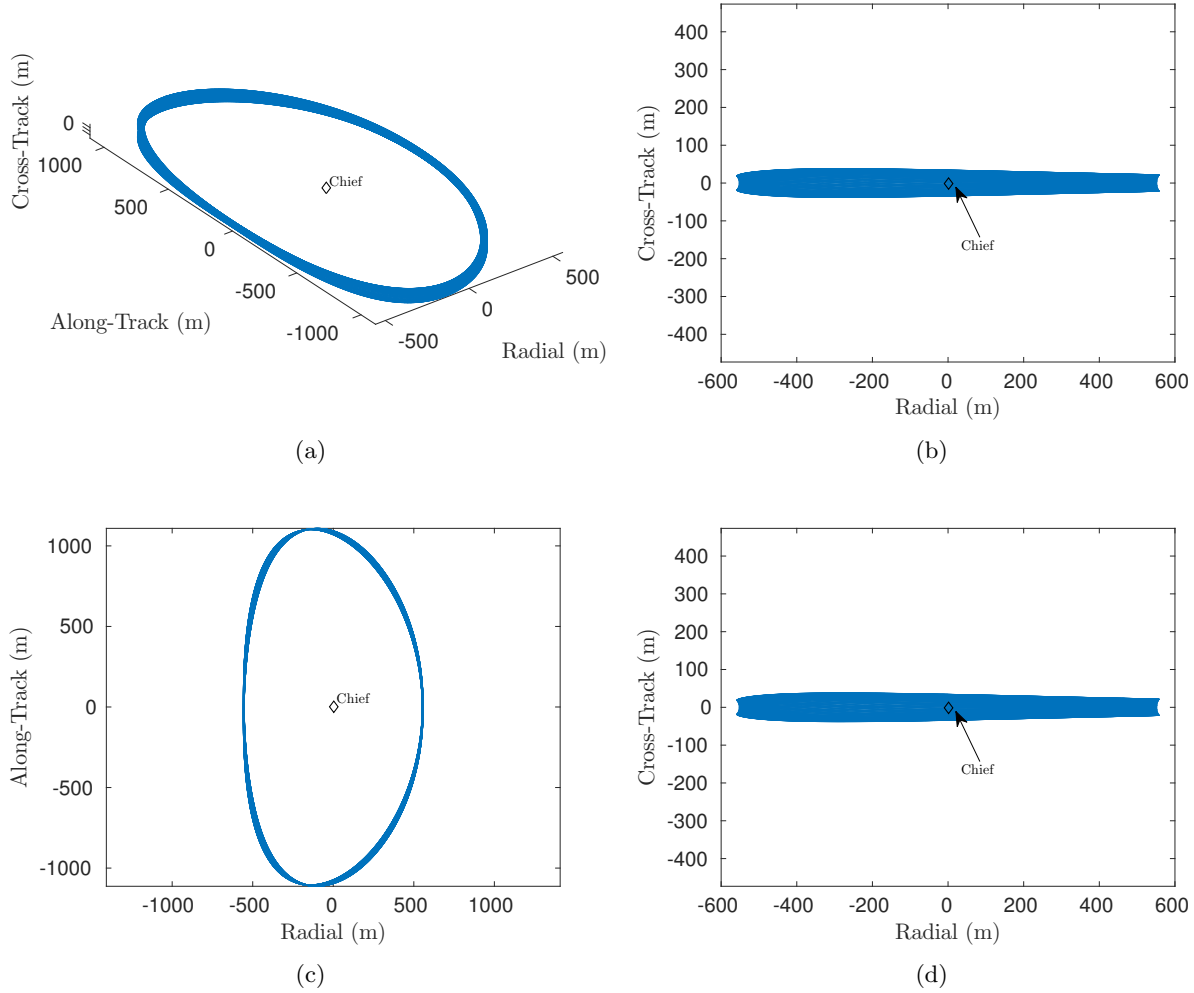 Cross-Track (m)
0
1000
500
0
-500
-1000
Along-Track (m)
Chief
500
0
-500
Radial (m)
(a)
Cross-Track (m)
400
300
200
100
0
-100
-200
-300
-400
Chief
-600 -400 -200 0 200 400 600
Radial (m)
(b)
Along-Track (m)
1000
500
0
-500
-1000
Chief
-1000 -500 0 500 1000
Radial (m)
(c)
Cross-Track (m)
400
300
200
100
0
-100
-200
-300
-400
Chief
-600 -400 -200 0 200 400 600
Radial (m)
(d)